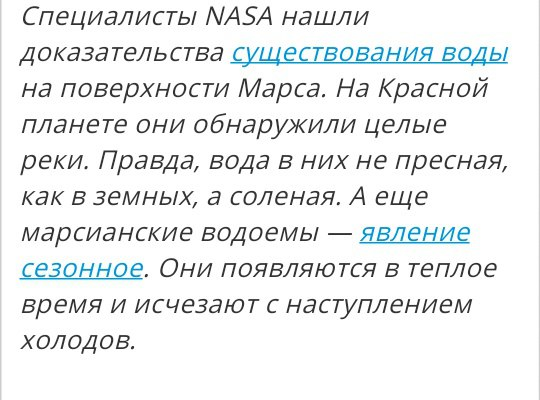 Специалисты NASA нашли
доказательства существования воды
на поверхности Марса. На Красной
планете они обнаружили целые
реки. Правда, вода в них не пресная,
как в земных, а соленая. А еще
марсианские водоемы — явление
сезонное. Они появляются в теплое
время и исчезают с наступлением
холодов.